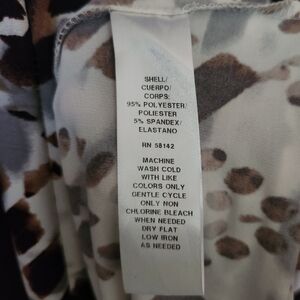 SHELL/
CUERPO/
CORPS:
95% POLYESTER/
POLIESTER
5% SPANDEX/
ELASTANO
RN 58142
MACHINE
WASH COLD
WITH LIKE
COLORS ONLY
GENTLE CYCLE
ONLY NON
CHLORINE BLEACH
WHEN NEEDED
DRY FLAT
LOW IRON
AS NEEDED